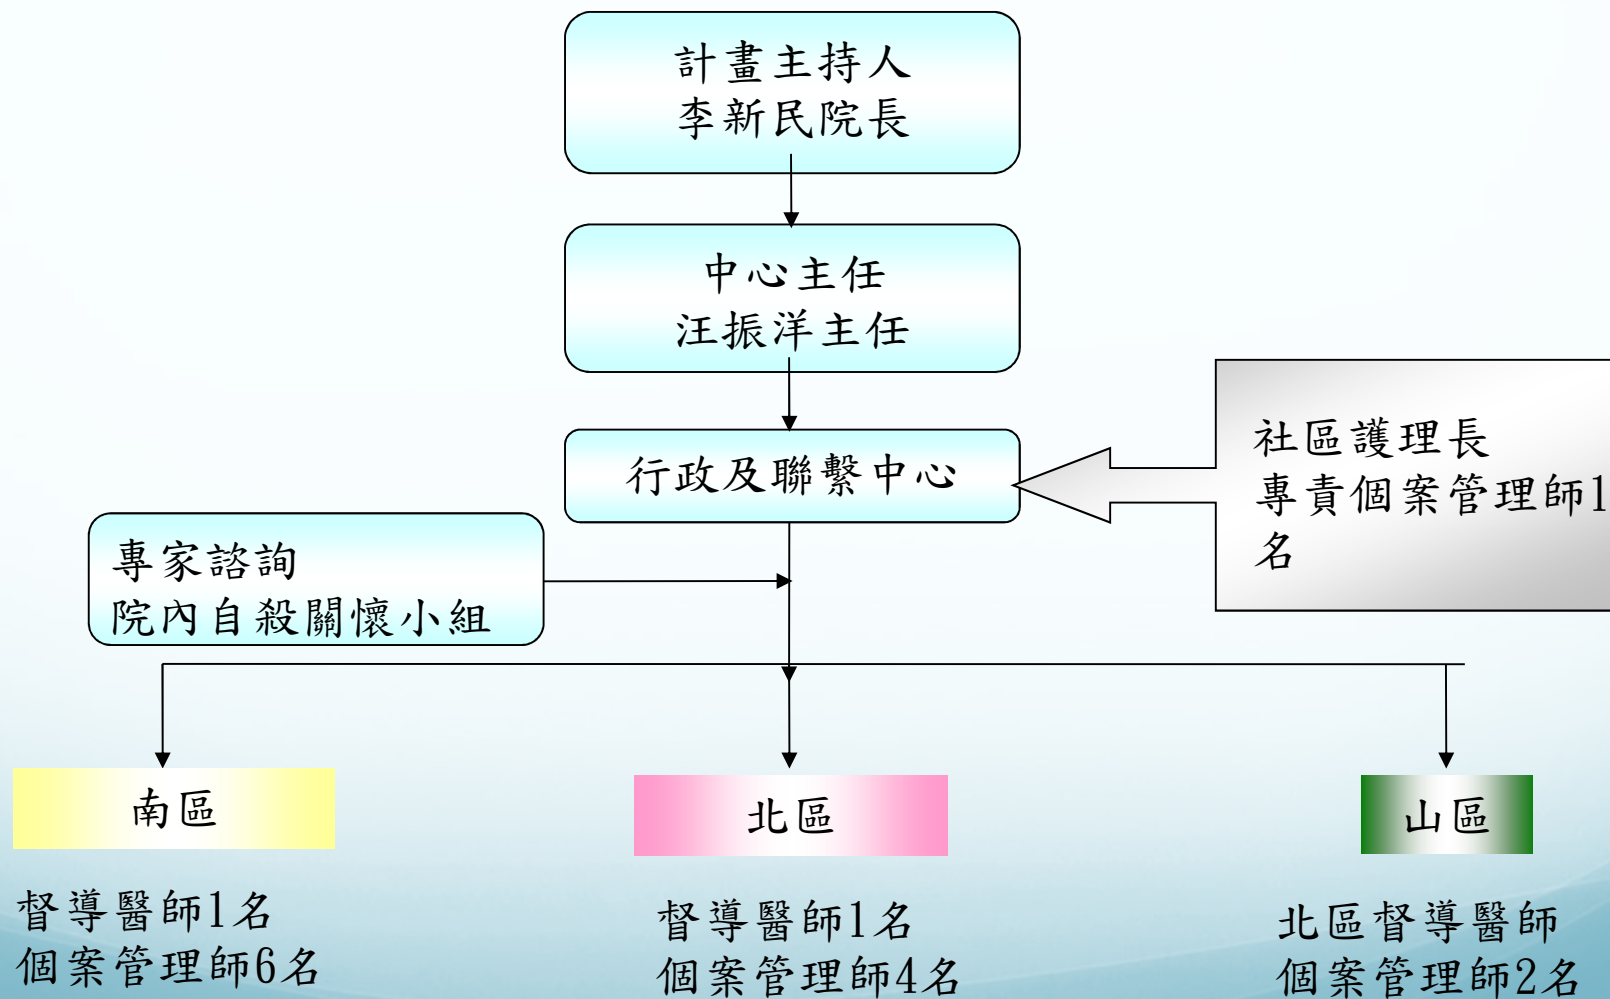 計畫主持人
李新民院長
中心主任
汪振洋主任
行政及聯繫中心
社區護理長
專責個案管理師1
名
專家諮詢
院內自殺關懷小組
南區
北區
山區
督導醫師1名
個案管理師6名
督導醫師1名
個案管理師4名
北區督導醫師
個案管理師2名